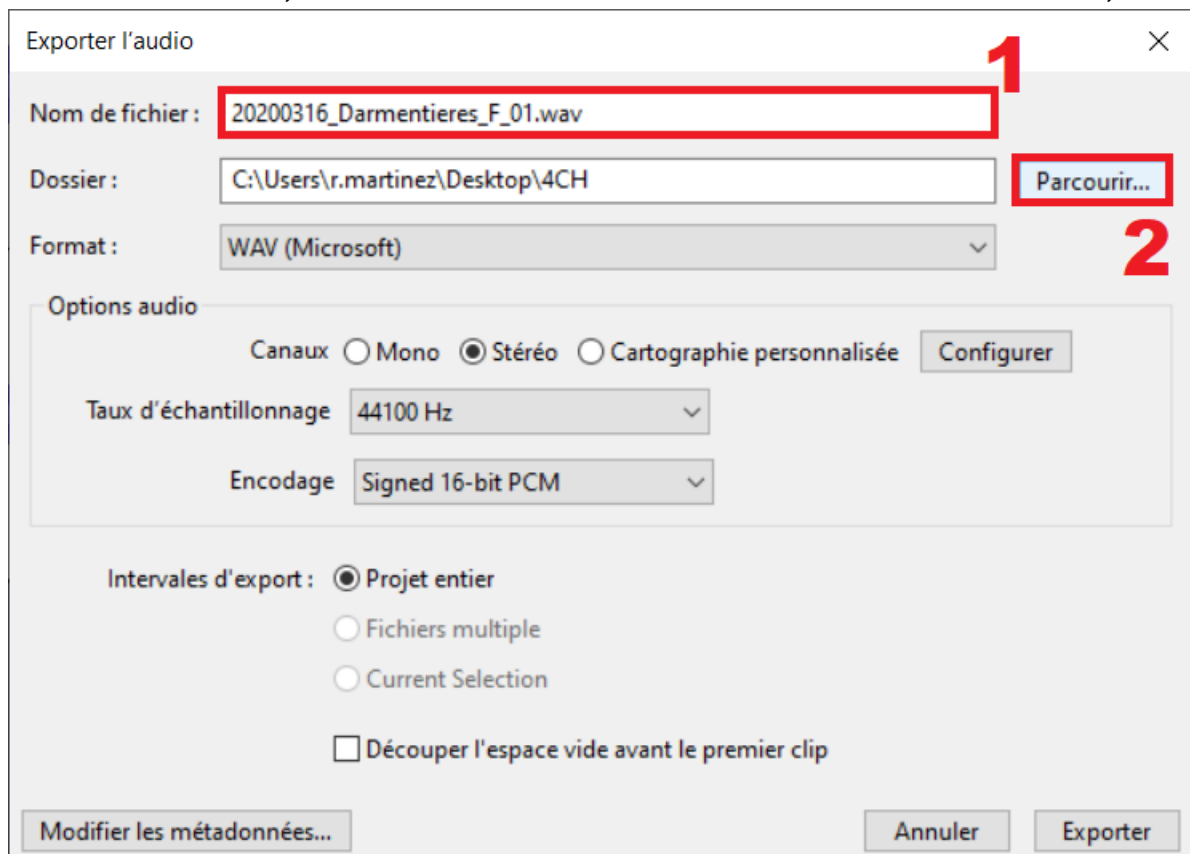 Exporter l’audio
1
Nom de fichier : 20200316_Darmentieres_F_01.wav
Dossier : C:\Users\r.martinez\Desktop\4CH Parcourir...
2
Format : WAV (Microsoft)
Options audio
Canaux Mono Stéréo Cartographie personnalisée Configurer
Taux d’échantillonnage 44100 Hz
Encodage Signed 16-bit PCM
Intervales d'export : Projet entier
Fichiers multiple
Current Selection
Découper l'espace vide avant le premier clip
Modifier les métadonnées... Annuler Exporter